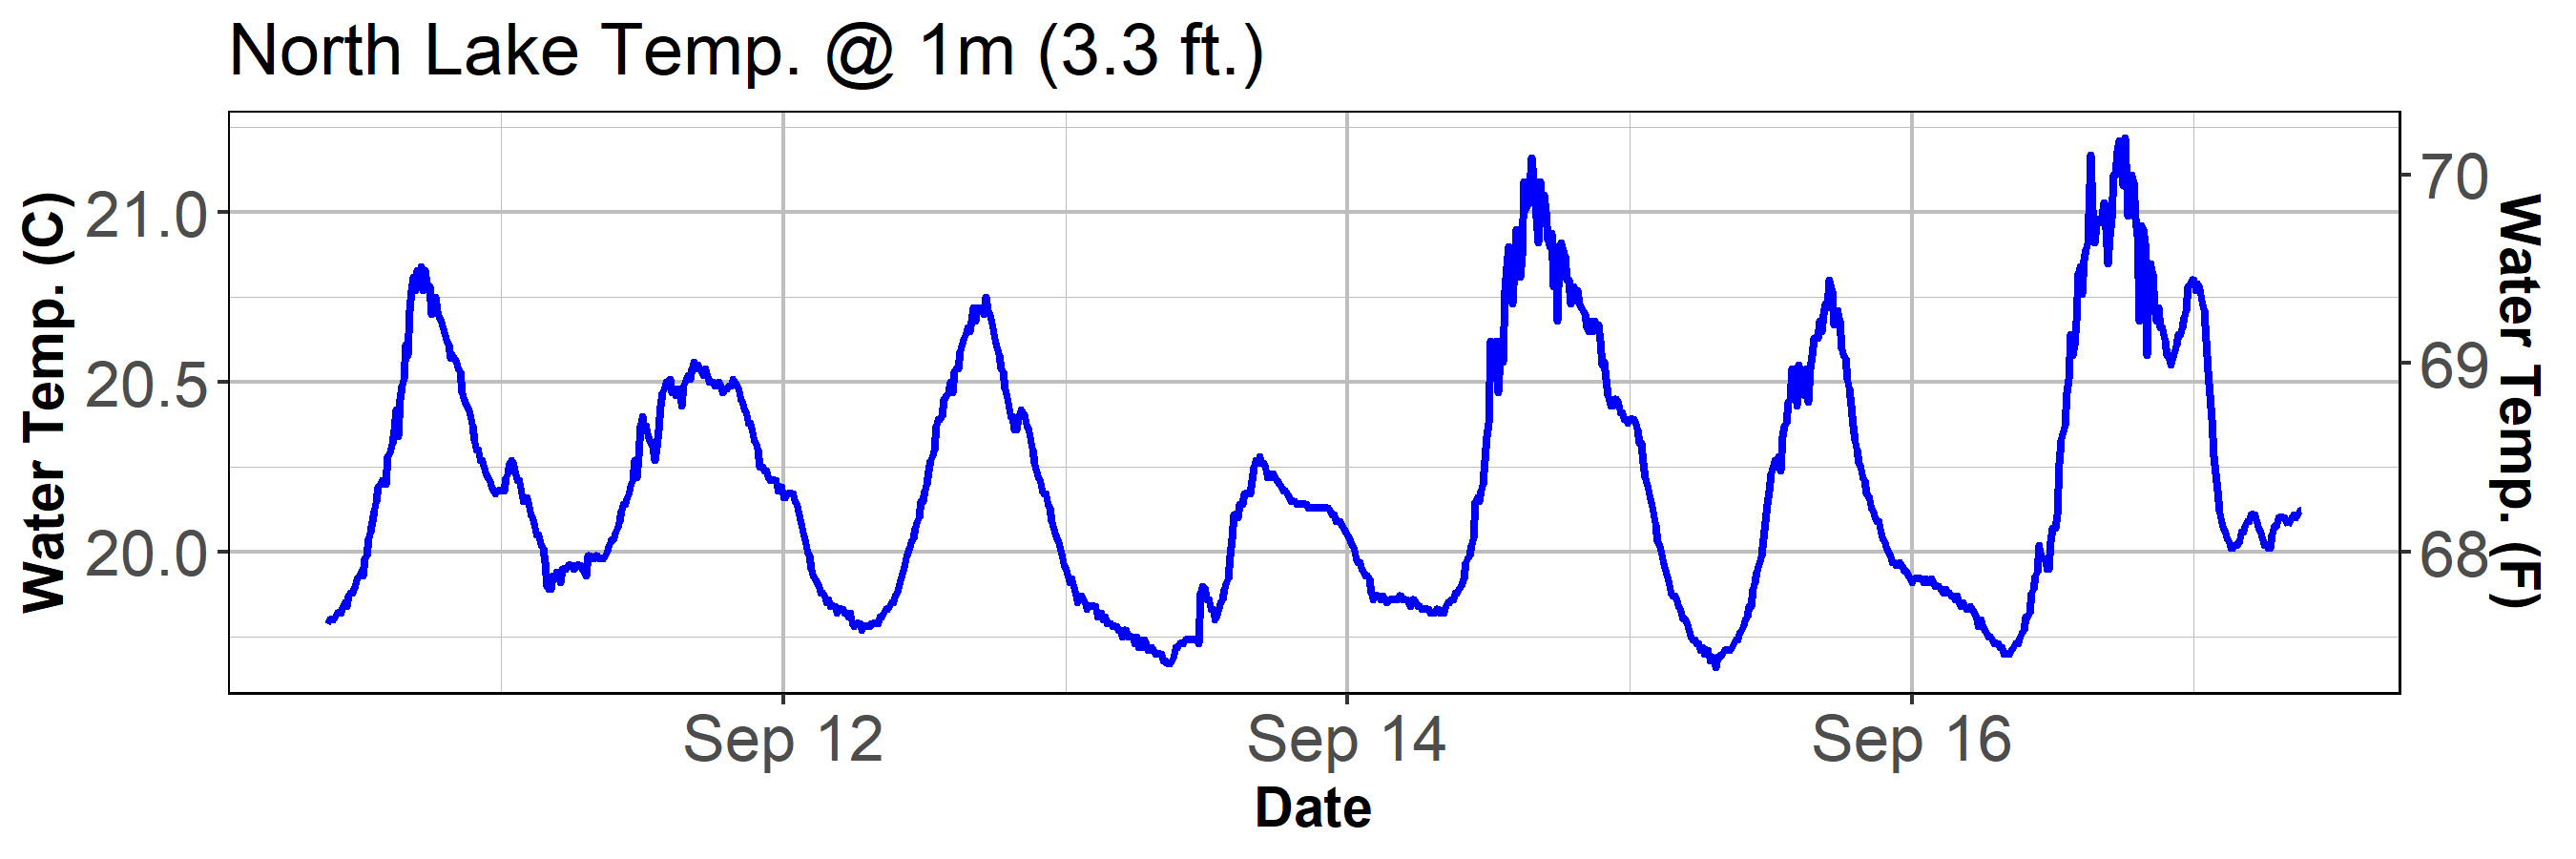 North Lake Temp. @ 1m (3.3 ft.)
Water Temp. (C)
21.0
20.5
20.0
70
69
68
Water Temp. (F)
Sep 12
Sep 14
Sep 16
Date